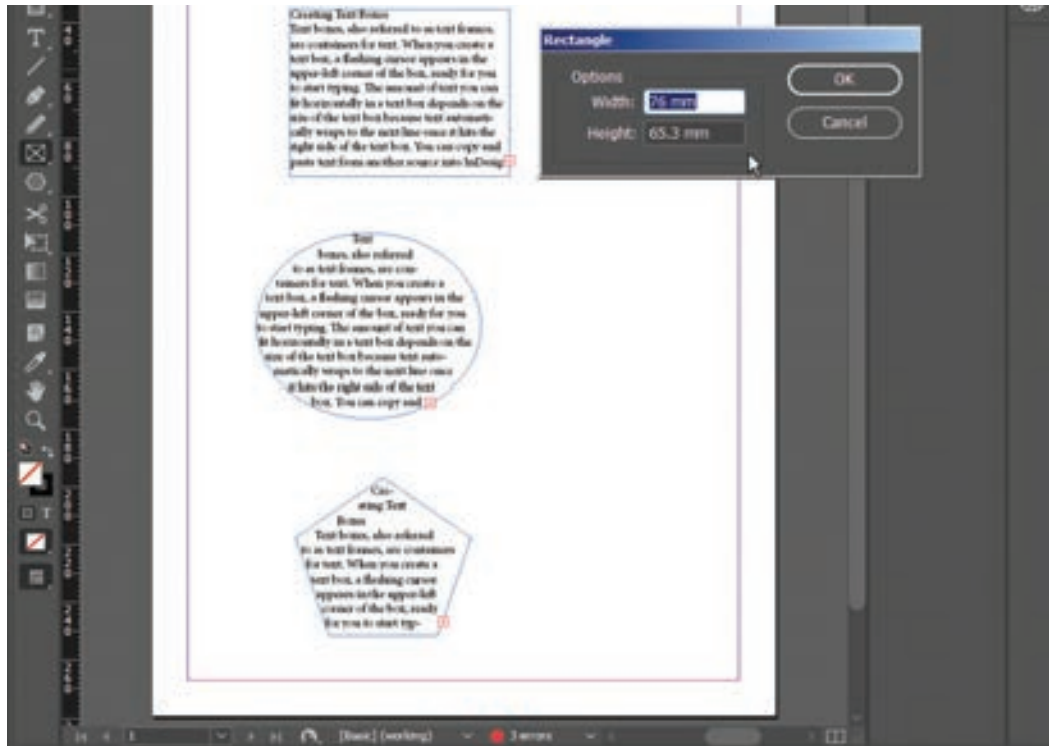 Creating Text Boxes
Text boxes, also referred to as text frames,
are containers for text. When you create a
text box, a flashing cursor appears in the
upper-left corner of the box, ready for you
to start typing. The amount of text you can
fit horizontally in a text box depends on the
size of the text box because text automati-
cally wraps to the next line once it hits the
right side of the text box. You can copy and
paste text from another source into InDesig
Rectangle
Options
Width: 76 mm
Height: 65.3 mm
OK
Cancel
Text
boxes, also referred
to as text frames, are con-
tainers for text. When you create a
text box, a flashing cursor appears in the
upper-left corner of the box, ready for you
to start typing. The amount of text you can
fit horizontally in a text box depends on the
size of the text box because text auto-
matically wraps to the next line once
it hits the right side of the text
box. You can copy and
Cre-
ating Text
Boxes
Text boxes, also referred
to as text frames, are containers
for text. When you create a
text box, a flashing cursor
appears in the upper-left
corner of the box, ready
for you to start typ-
1
[Basic] (working)
3 errors